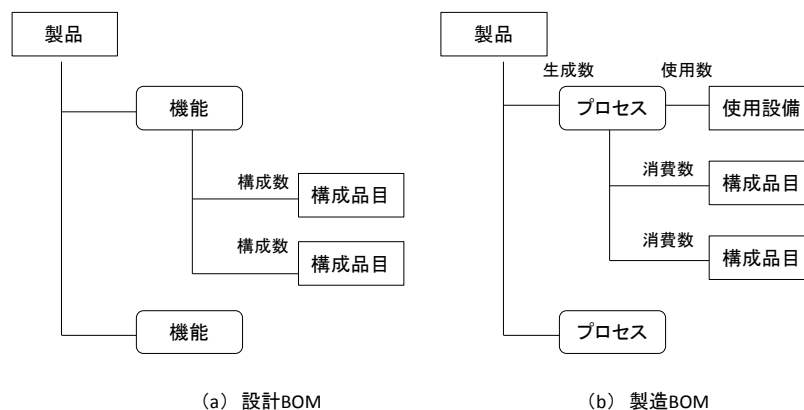 製品
機能
構成数
構成品目
構成数
構成品目
機能
（a） 設計BOM
製品
生成数
使用数
プロセス
使用設備
消費数
構成品目
消費数
構成品目
プロセス
（b） 製造BOM